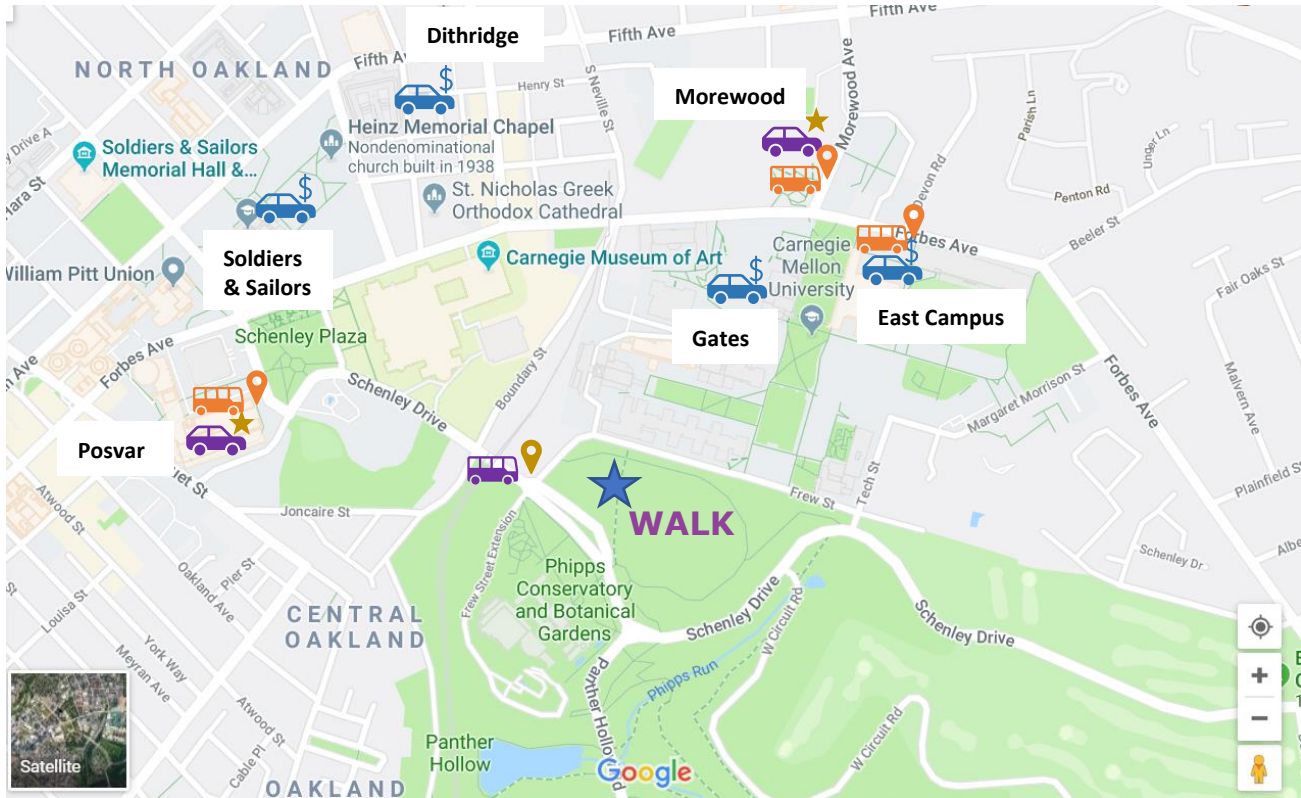 Dithridge
Fifth Ave
Fifth Ave
NORTH OAKLAND
Fifth Ave
S Neville St
Henry St
Morewood
Morewood Ave
Parish Ln
Unger Ln
Soldiers & Sailors
Memorial Hall &...
Heinz Memorial Chapel
Nondenominational
church built in 1938
St. Nicholas Greek
Orthodox Cathedral
Devon Rd
Penton Rd
Beeler St
$
$
$
$
Forbes Ave
Carnegie Museum of Art
Carnegie
Mellon
University
William Pitt Union
Soldiers
& Sailors
Fair Oaks St
Gates
East Campus
Schenley Plaza
Forbes Ave
Boundary St
Schenley Drive
Forbes Ave
Malvern Ave
Margaret Morrison St
Posvar
Atwood St
Joncaire St
Frew St
Tech St
Plainfield St
WALK
Frew Street Extension
Oakland Ave
Pier St
Louisa St
Schenley Dr
Phipps
Conservatory
and Botanical
Gardens
CENTRAL
OAKLAND
Schenley Drive
W Circuit Rd
Schenley Drive
York Way
Meyran Ave
Phipps Run
Atwood St
Cable Pl
W Circuit Rd
Panther
Hollow
Satellite
OAKLAND
Google